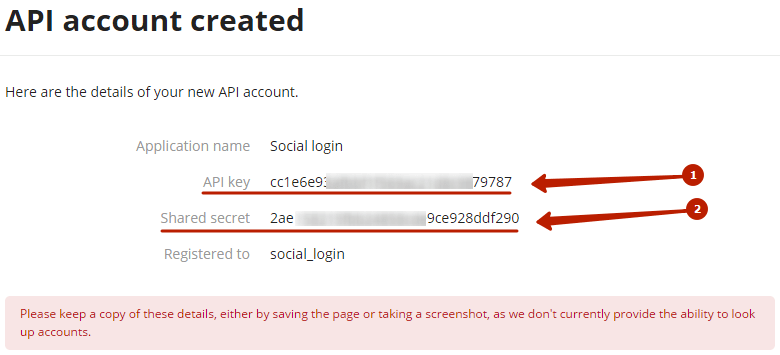 API account created
Here are the details of your new API account.
Application name Social login
API key cc1e6e93 79787
1
Shared secret 2ae 9ce928ddf290
2
Registered to social_login
Please keep a copy of these details, either by saving the page or taking a screenshot, as we don't currently provide the ability to look
up accounts.